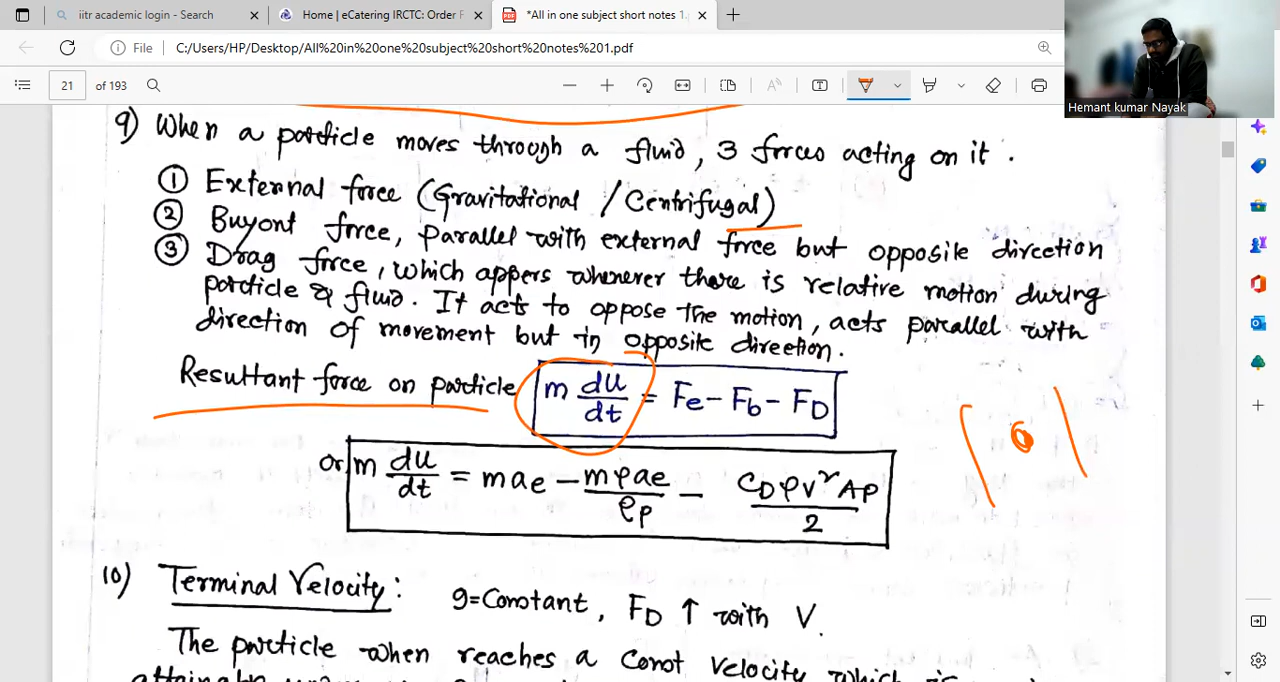 iitr academic login - Search
Home | eCatering IRCTC: Order F
*All in one subject short notes 1.p
File
C:/Users/HP/Desktop/All%20in%20one%20subject%20short%20notes%201.pdf
21 of 193
Hemant kumar Nayak
9) When a particle moves through a fluid, 3 forces acting on it.
① External force (Gravitational / Centrifugal)
② Buyont force, parallel with external force but opposite direction
③ Drag force, which appers whenever there is relative motion during
particle & fluid. It acts to oppose the motion, acts parallel with
direction of movement but in opposite direction.
Resultant force on particle m du/dt = Fe - Fb - FD
or m du/dt = mae - mρae/ρp - CDρv²Ap/2
10) Terminal Velocity: g=Constant, FD ↑ with V.
The particle when reaches a const velocity which is